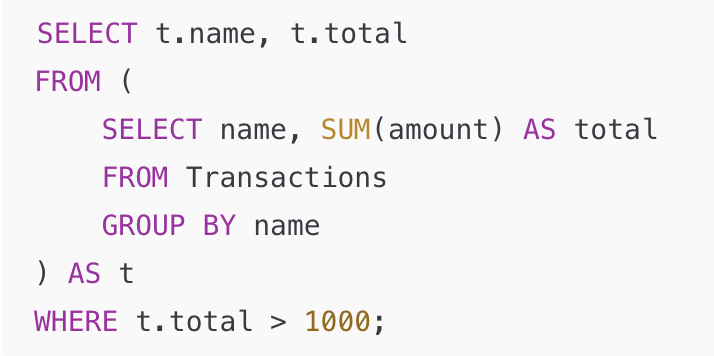 SELECT t.name, t.total
FROM (
    SELECT name, SUM(amount) AS total
    FROM Transactions
    GROUP BY name
) AS t
WHERE t.total > 1000;